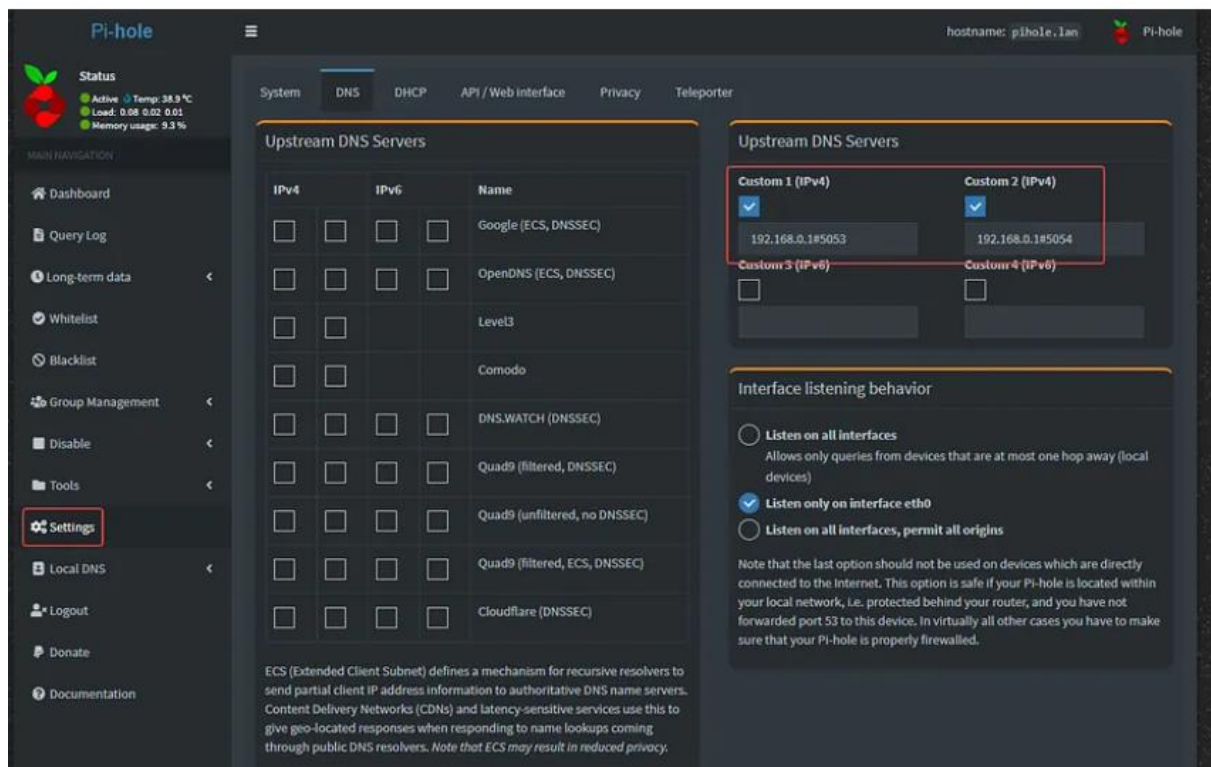 Pi-hole
hostname: pihole.lan
Pi-hole
Status
Active Temp: 38.9 °C
Load: 0.08 0.02 0.01
Memory usage: 9.3 %
MAIN NAVIGATION
Dashboard
Query Log
Long-term data
Whitelist
Blacklist
Group Management
Disable
Tools
Settings
Local DNS
Logout
Donate
Documentation
System DNS DHCP API / Web interface Privacy Teleporter
Upstream DNS Servers
IPv4 IPv6 Name
Google (ECS, DNSSEC)
OpenDNS (ECS, DNSSEC)
Level3
Comodo
DNS.WATCH (DNSSEC)
Quad9 (filtered, DNSSEC)
Quad9 (unfiltered, no DNSSEC)
Quad9 (filtered, ECS, DNSSEC)
Cloudflare (DNSSEC)
ECS (Extended Client Subnet) defines a mechanism for recursive resolvers to
send partial client IP address information to authoritative DNS name servers.
Content Delivery Networks (CDNs) and latency-sensitive services use this to
give geo-located responses when responding to name lookups coming
through public DNS resolvers. Note that ECS may result in reduced privacy.
Upstream DNS Servers
Custom 1 (IPv4) Custom 2 (IPv4)
192.168.0.1#5053 192.168.0.1#5054
Custom 3 (IPv6) Custom 4 (IPv6)
Interface listening behavior
Listen on all interfaces
Allows only queries from devices that are at most one hop away (local
devices)
Listen only on interface eth0
Listen on all interfaces, permit all origins
Note that the last option should not be used on devices which are directly
connected to the Internet. This option is safe if your Pi-hole is located within
your local network, i.e. protected behind your router, and you have not
forwarded port 53 to this device. In virtually all other cases you have to make
sure that your Pi-hole is properly firewalled.